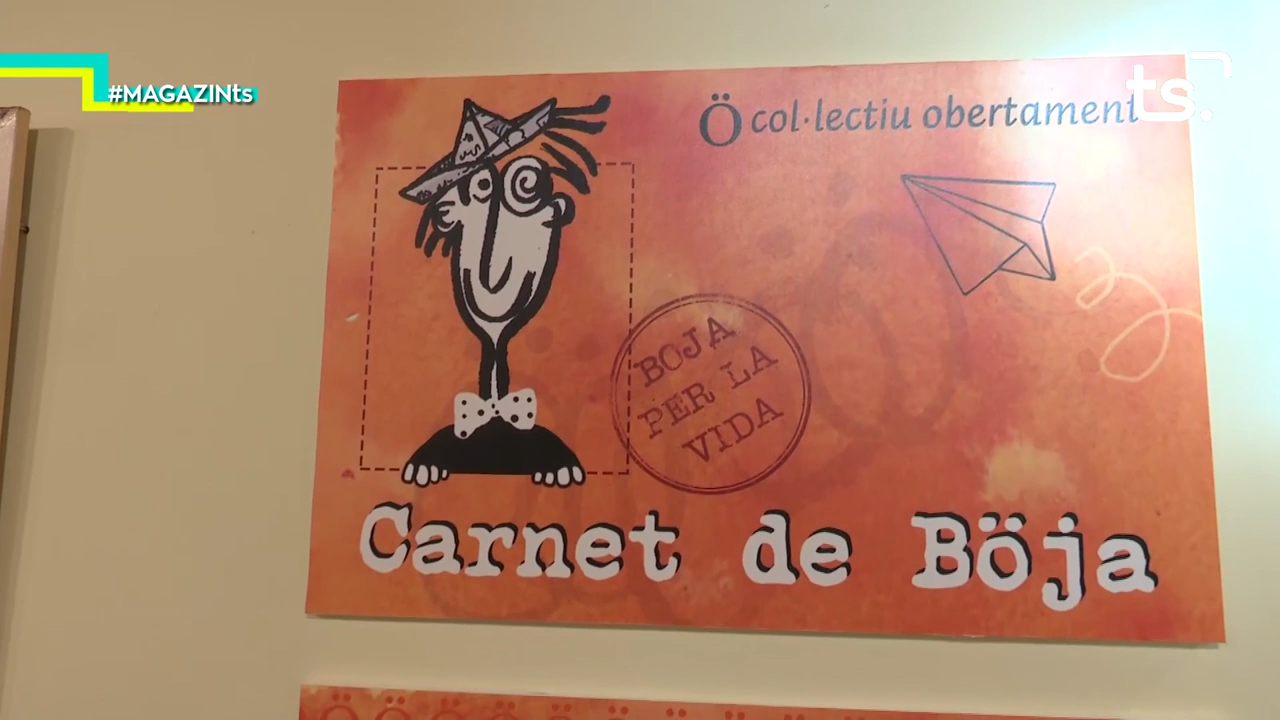 #MAGAZINts
ts.
Ö col·lectiu obertament
BOJA
PER LA
VIDA
Carnet de Böja
Ö Ö Ö Ö Ö Ö